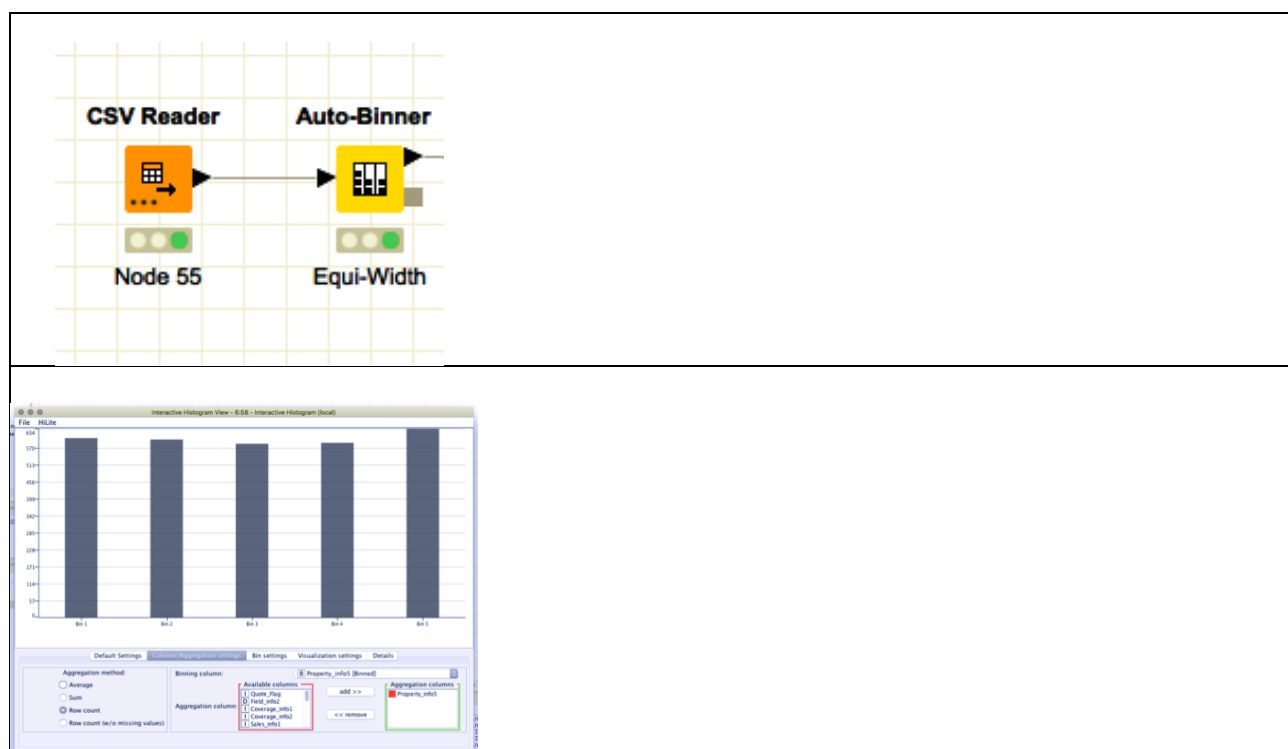 CSV Reader Auto-Binner
Node 55 Equi-Width
Interactive Histogram View - 6:58 - Interactive Histogram (local)
File HiLite
634
570
513
456
399
342
285
228
171
114
57
0
Bin 1 Bin 2 Bin 3 Bin 4 Bin 5
Default Settings Column/Aggregation settings Bin settings Visualization settings Details
Aggregation method: Binning column: S Property_info5 [Binned]
Average Available columns Aggregation columns
I Quote_Flag add >> Property_info5
Sum D Field_info2
Row count Aggregation column: I Coverage_info1
I Coverage_info2 << remove
Row count (w/o missing values) I Sales_info1